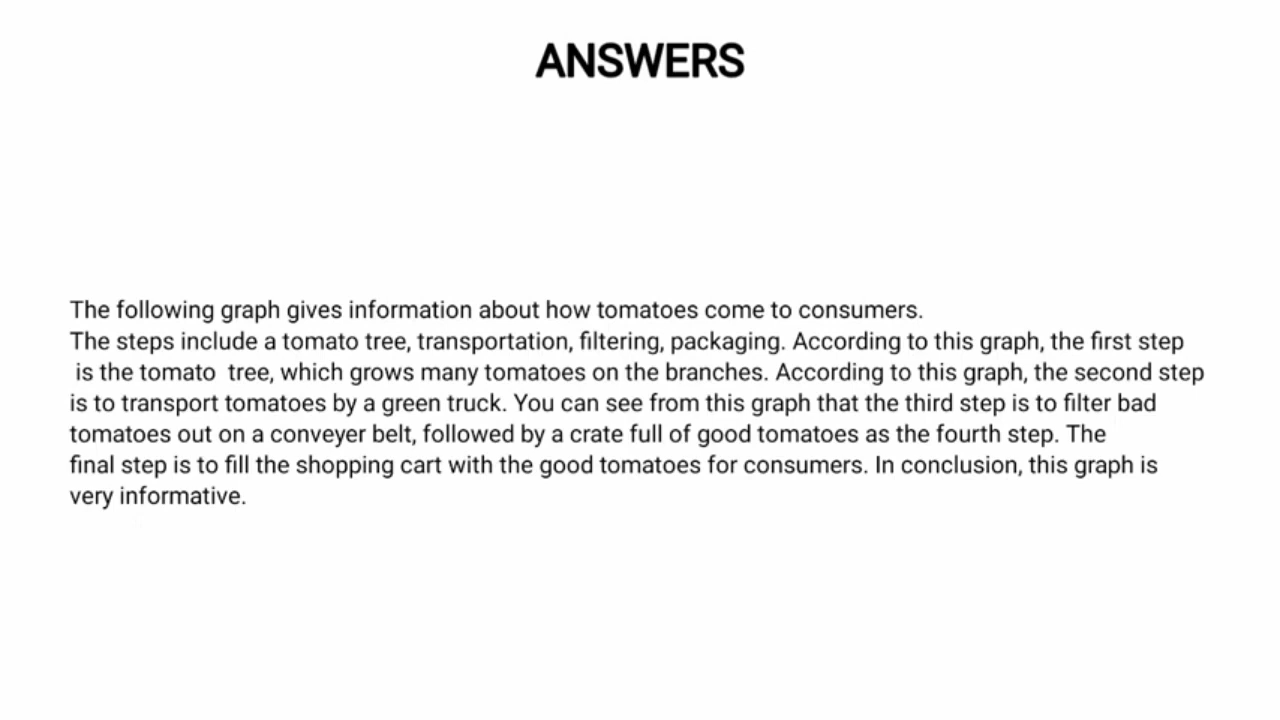 ANSWERS
The following graph gives information about how tomatoes come to consumers.
The steps include a tomato tree, transportation, filtering, packaging. According to this graph, the first step
is the tomato  tree, which grows many tomatoes on the branches. According to this graph, the second step
is to transport tomatoes by a green truck. You can see from this graph that the third step is to filter bad
tomatoes out on a conveyer belt, followed by a crate full of good tomatoes as the fourth step. The
final step is to fill the shopping cart with the good tomatoes for consumers. In conclusion, this graph is
very informative.